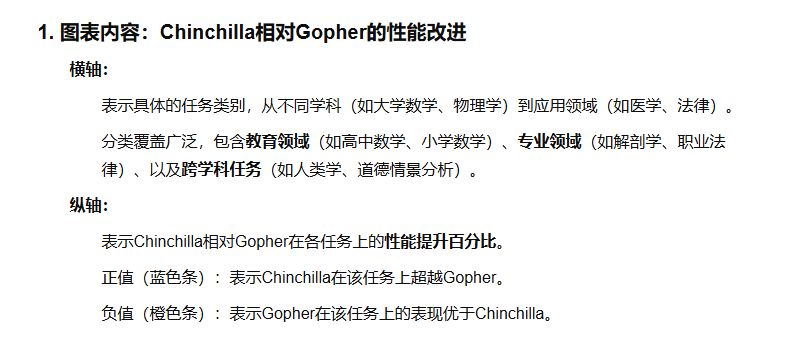 1. 图表内容：Chinchilla相对Gopher的性能改进
横轴：
表示具体的任务类别，从不同学科（如大学数学、物理学）到应用领域（如医学、法律）。
分类覆盖广泛，包含教育领域（如高中数学、小学数学）、专业领域（如解剖学、职业法
律）、以及跨学科任务（如人类学、道德情景分析）。
纵轴：
表示Chinchilla相对Gopher在各任务上的性能提升百分比。
正值（蓝色条）：表示Chinchilla在该任务上超越Gopher。
负值（橙色条）：表示Gopher在该任务上的表现优于Chinchilla。